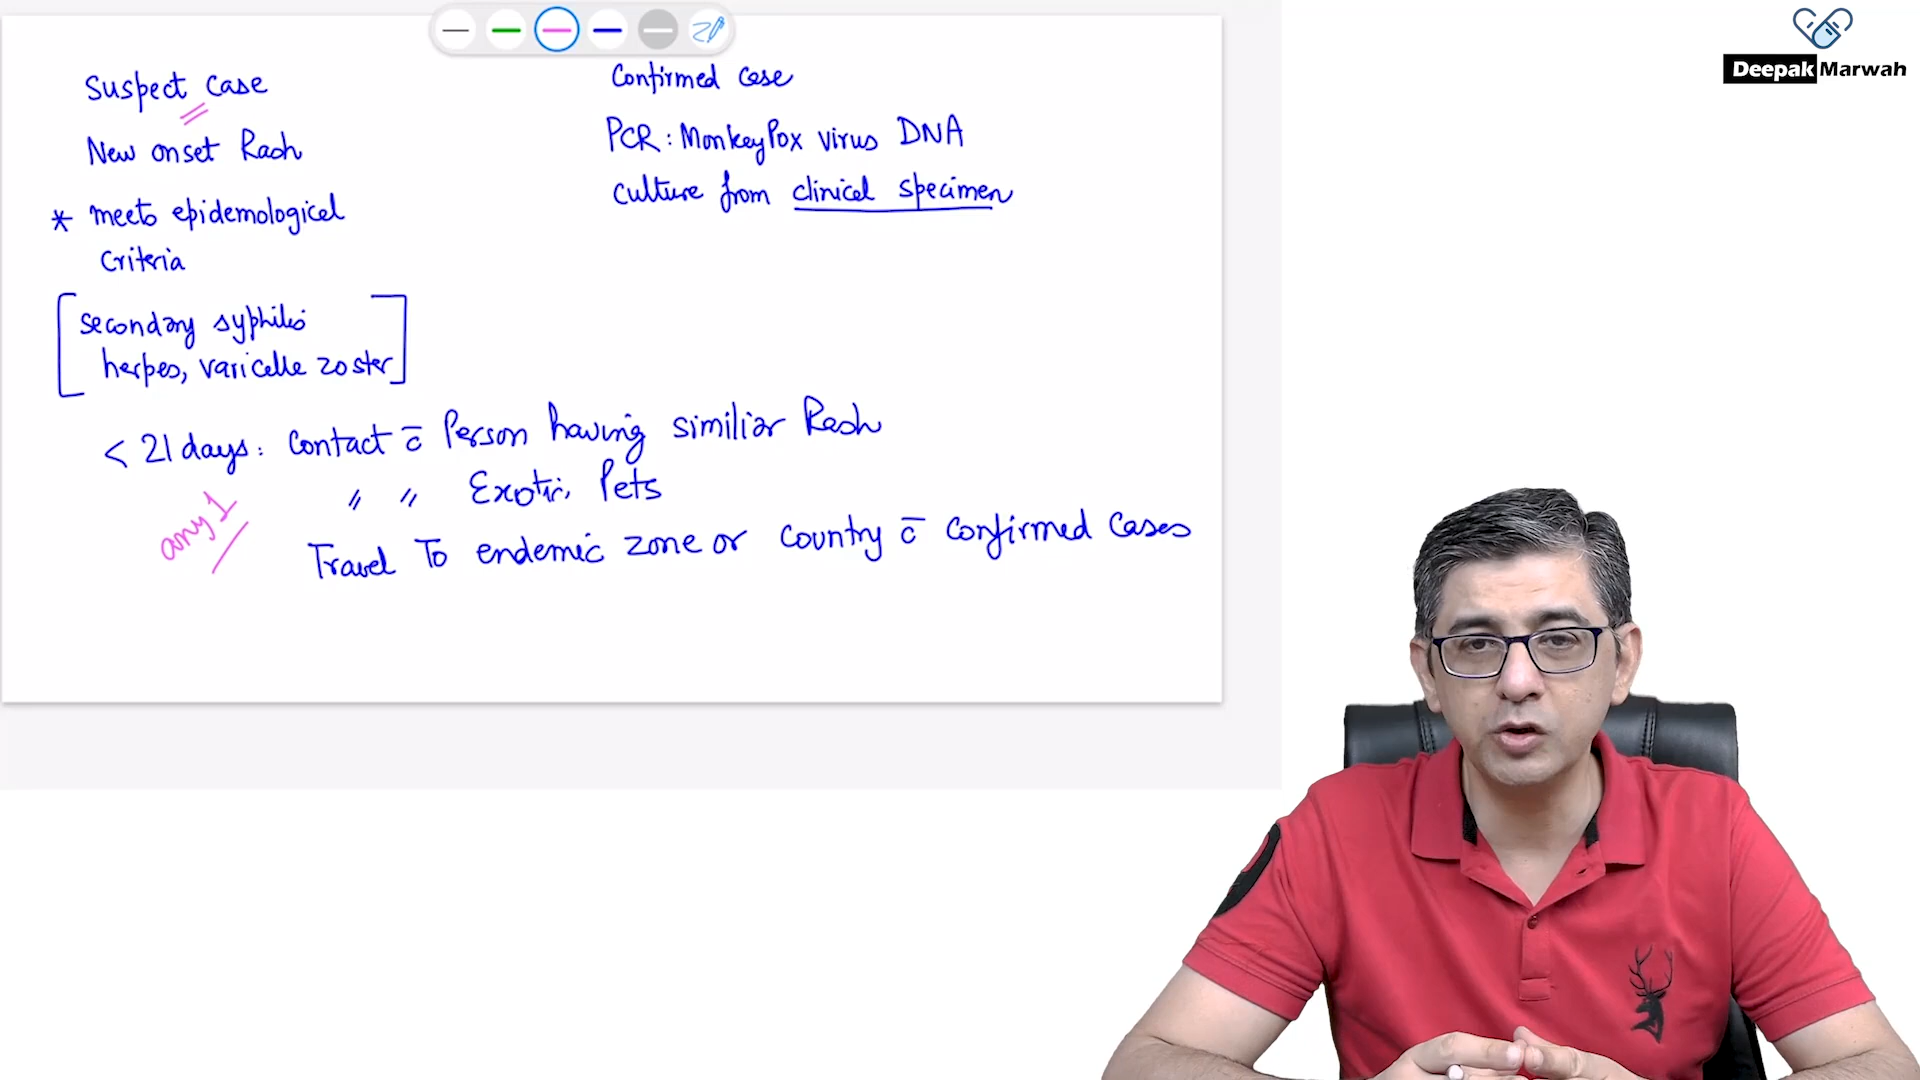 Suspect Case
New onset Rash
* meets epidemological
criteria
secondary syphilis
herpes, varicelle zoster
< 21 days: Contact c̄ Person having similiar Rash
〃 〃 Exotic Pets
any 1
Travel To endemic zone or country c̄ confirmed cases
Confirmed case
PCR: MonkeyPox virus DNA
culture from clinical specimen
Deepak Marwah